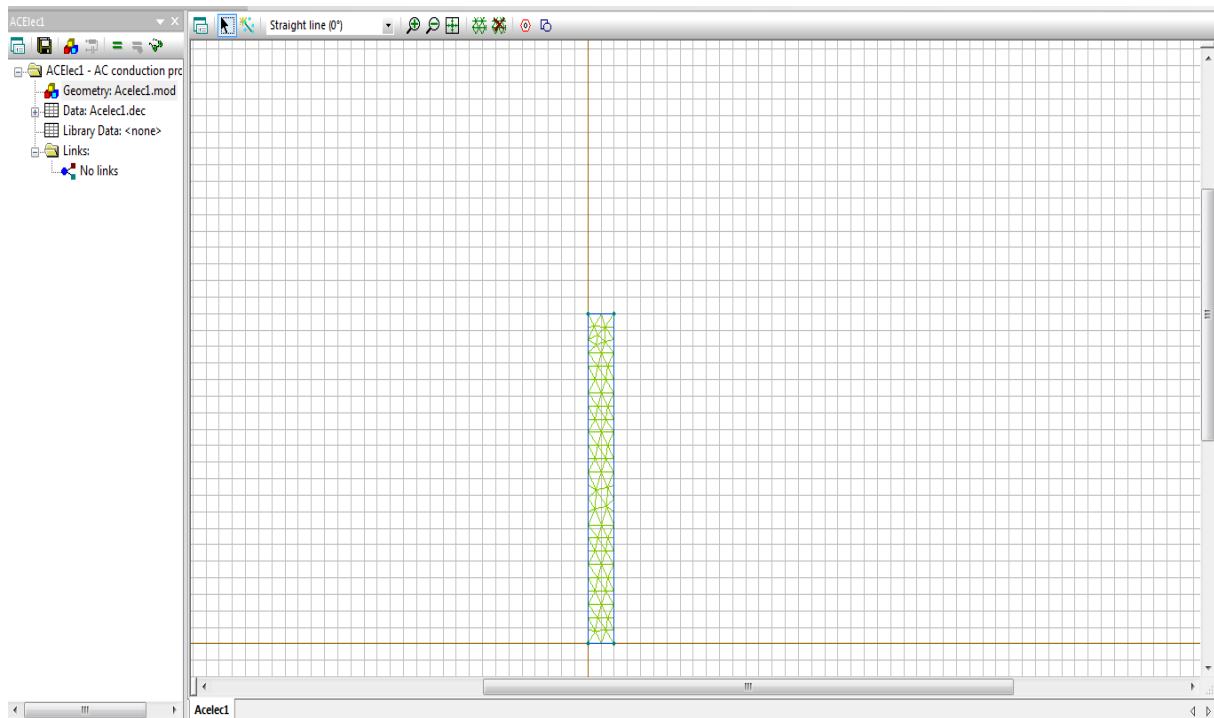 ACElec1
Straight line (0°)
ACElec1 - AC conduction pro
Geometry: Acelec1.mod
Data: Acelec1.dec
Library Data: <none>
Links:
No links
Acelec1